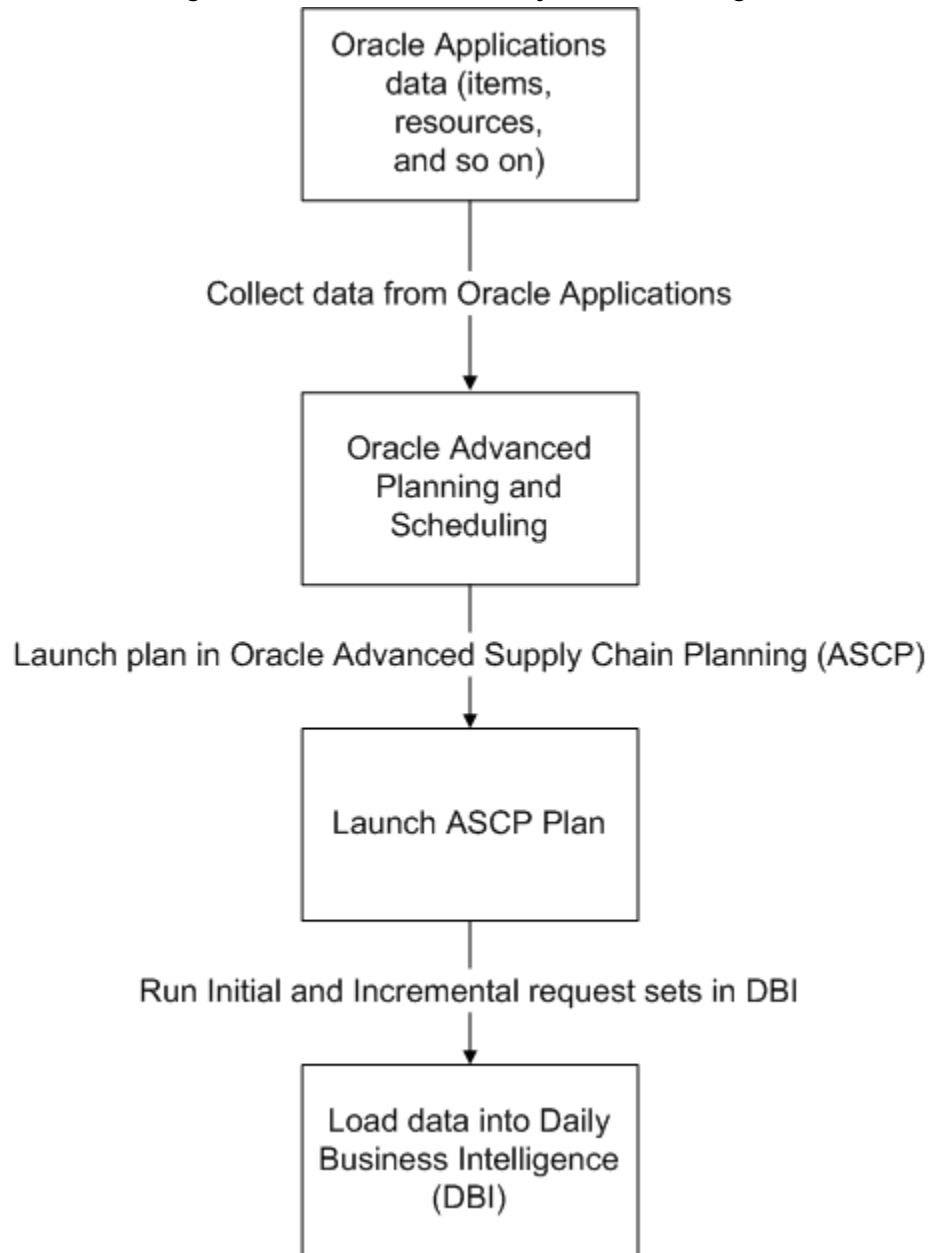 Oracle Applications
data (items,
resources,
and so on)
Collect data from Oracle Applications
Oracle Advanced
Planning and
Scheduling
Launch plan in Oracle Advanced Supply Chain Planning (ASCP)
Launch ASCP Plan
Run Initial and Incremental request sets in DBI
Load data into Daily
Business Intelligence
(DBI)